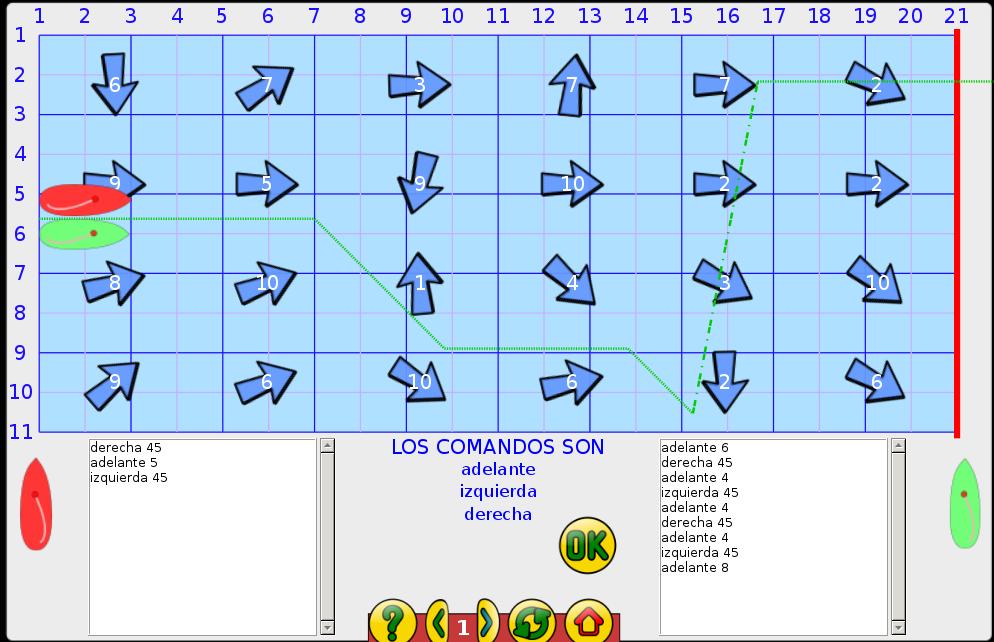 1 2 3 4 5 6 7 8 9 10 11 12 13 14 15 16 17 18 19 20 21
1
2
3
4
5
6
7
8
9
10
11
6 7 3 7 7 2
9 5 9 10 2 2
8 10 1 4 3 10
9 6 10 6 2 6
derecha 45
adelante 5
izquierda 45
LOS COMANDOS SON
adelante
izquierda
derecha
OK
adelante 6
derecha 45
adelante 4
izquierda 45
adelante 4
derecha 45
adelante 4
izquierda 45
adelante 8
? < 1 >